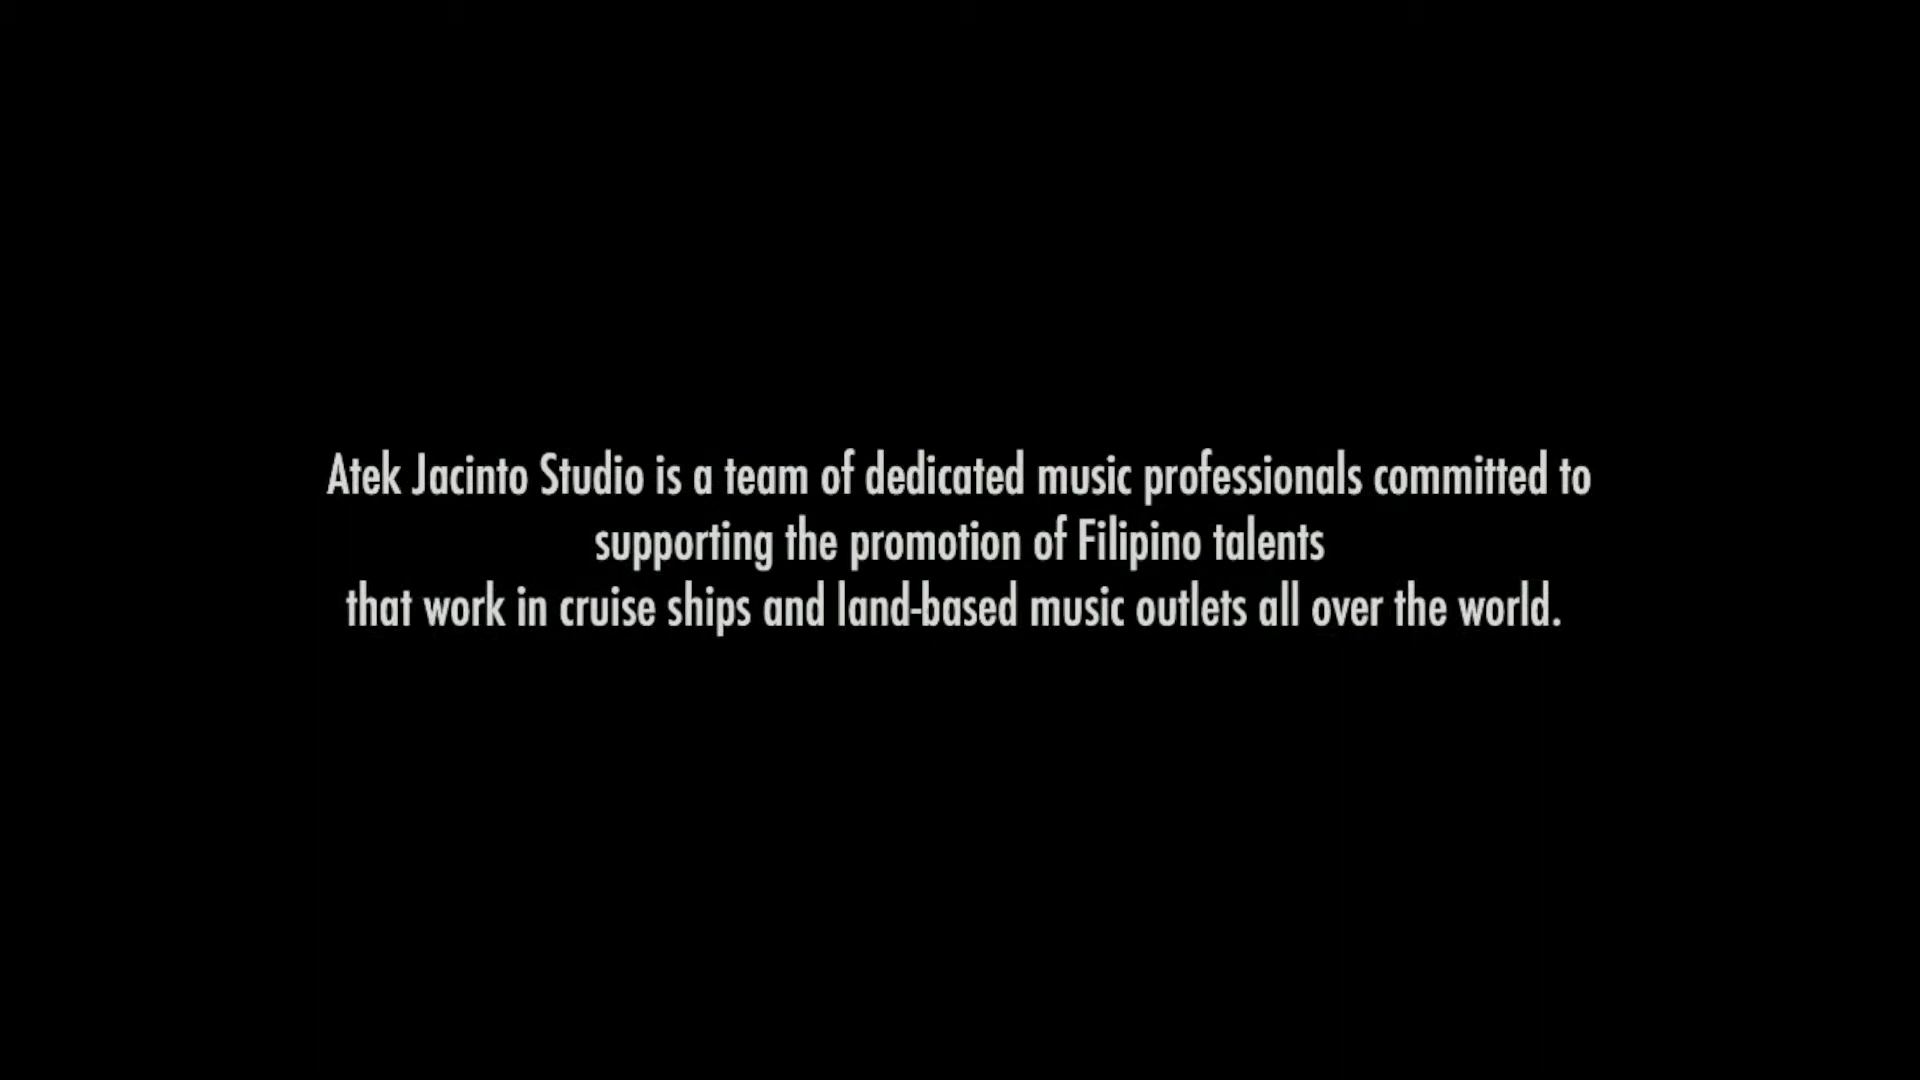 Atek Jacinto Studio is a team of dedicated music professionals committed to
supporting the promotion of Filipino talents
that work in cruise ships and land-based music outlets all over the world.